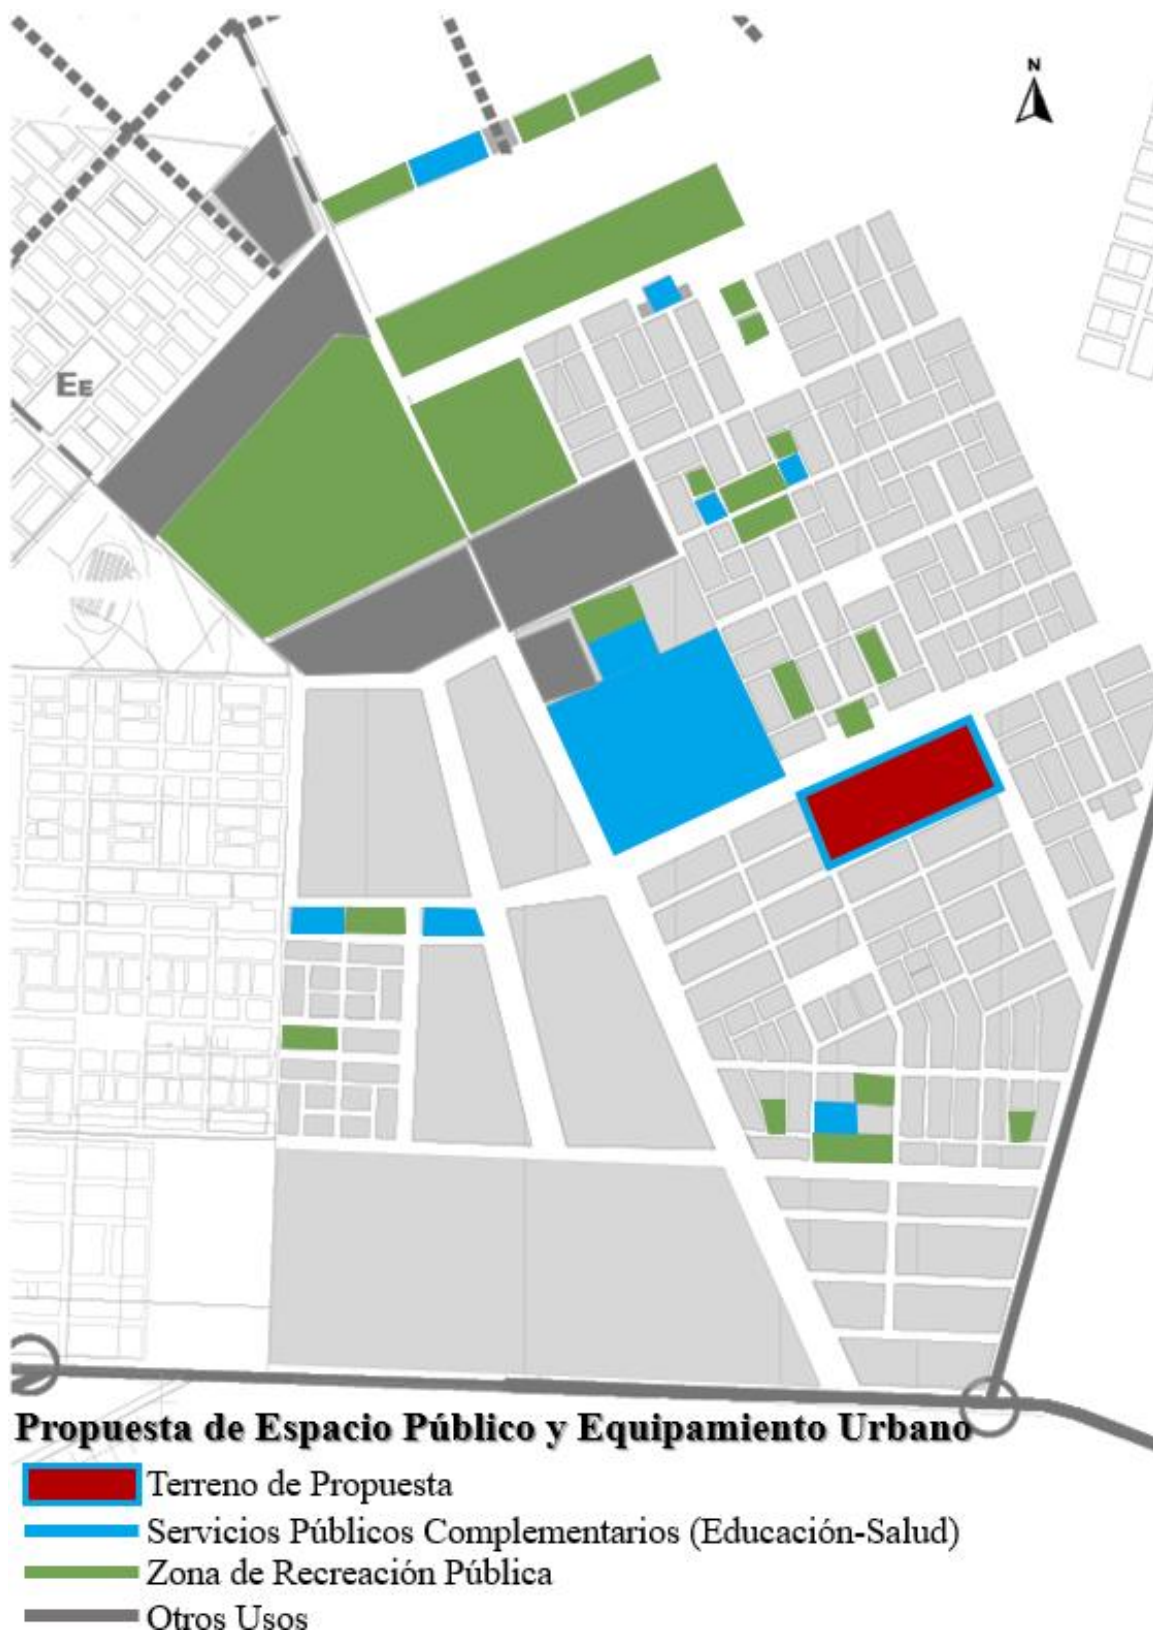 N
EE
Propuesta de Espacio Público y Equipamiento Urbano
Terreno de Propuesta
Servicios Públicos Complementarios (Educación-Salud)
Zona de Recreación Pública
Otros Usos